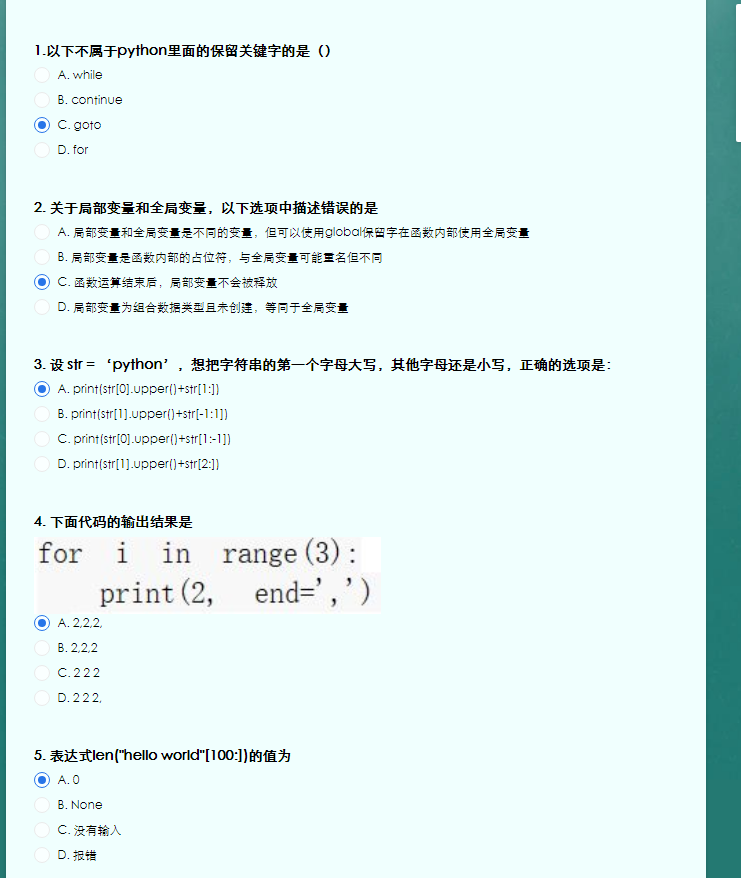 1.以下不属于python里面的保留关键字的是（）
A. while
B. continue
C. goto
D. for
2. 关于局部变量和全局变量，以下选项中描述错误的是
A. 局部变量和全局变量是不同的变量，但可以使用global保留字在函数内部使用全局变量
B. 局部变量是函数内部的占位符，与全局变量可能重名但不同
C. 函数运算结束后，局部变量不会被释放
D. 局部变量为组合数据类型且未创建，等同于全局变量
3. 设 str = ‘python’，想把字符串的第一个字母大写，其他字母还是小写，正确的选项是：
A. print(str[0].upper()+str[1:])
B. print(str[1].upper()+str[-1:1])
C. print(str[0].upper()+str[1:-1])
D. print(str[1].upper()+str[2:])
4. 下面代码的输出结果是
for i in range(3):
print(2, end=',')
A. 2,2,2,
B. 2,2,2
C. 2 2 2
D. 2 2 2,
5. 表达式len("hello world"[100:])的值为
A. 0
B. None
C. 没有输入
D. 报错